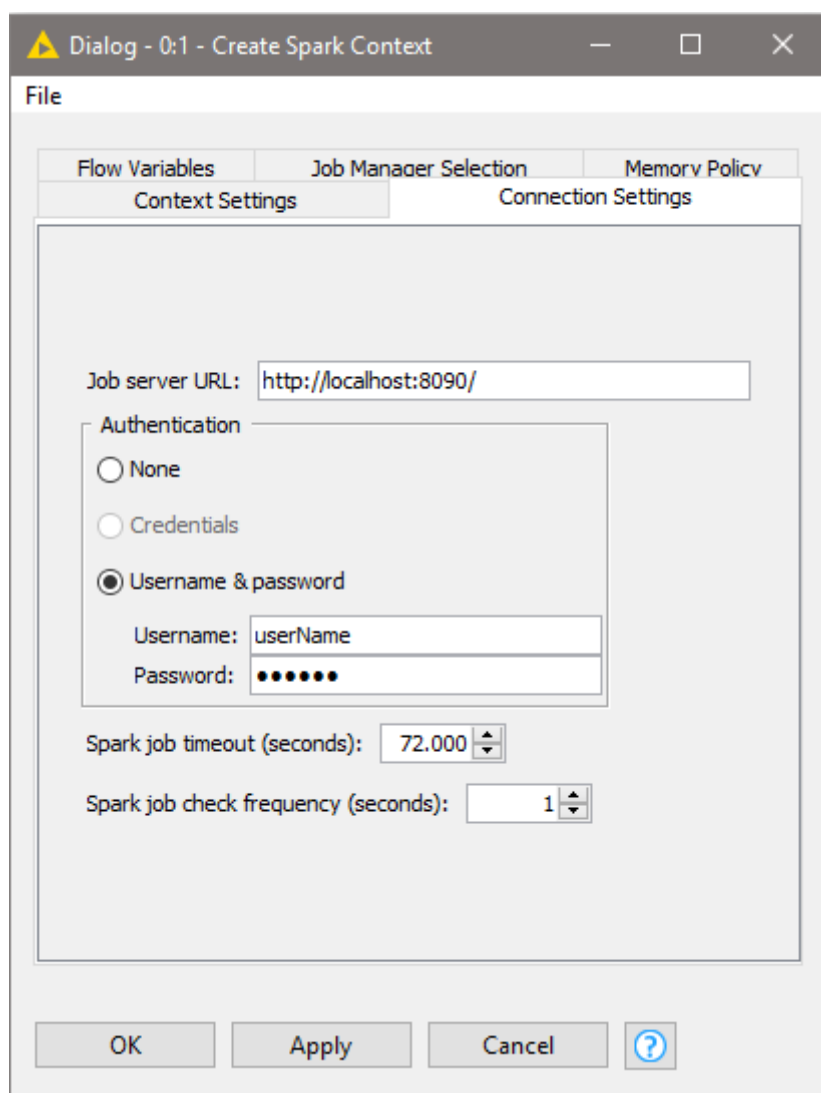 Dialog - 0:1 - Create Spark Context
File
Flow Variables Job Manager Selection Memory Policy
Context Settings Connection Settings
Job server URL: http://localhost:8090/
Authentication
None
Credentials
Username & password
Username: userName
Password: ●●●●●●
Spark job timeout (seconds): 72.000
Spark job check frequency (seconds): 1
OK Apply Cancel ?